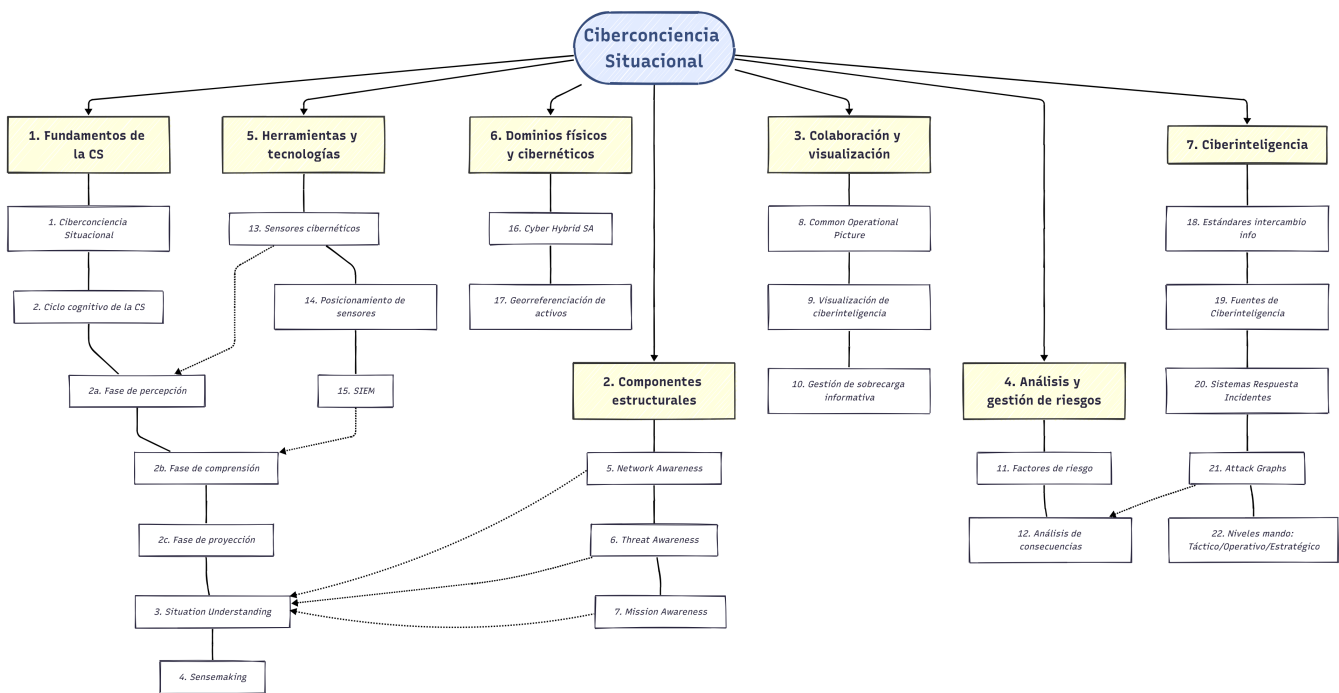 Ciberconciencia
Situacional
1. Fundamentos de
la CS
5. Herramientas y
tecnologías
6. Dominios físicos
y cibernéticos
3. Colaboración y
visualización
7. Ciberinteligencia
1. Ciberconciencia
Situacional
13. Sensores cibernéticos
16. Cyber Hybrid SA
8. Common Operational
Picture
18. Estándares intercambio
info
2. Ciclo cognitivo de la CS
14. Posicionamiento de
sensores
17. Georreferenciación de
activos
9. Visualización de
ciberinteligencia
19. Fuentes de
Ciberinteligencia
2a. Fase de percepción
15. SIEM
2. Componentes
estructurales
10. Gestión de sobrecarga
informativa
4. Análisis y
gestión de riesgos
20. Sistemas Respuesta
Incidentes
2b. Fase de comprensión
5. Network Awareness
11. Factores de riesgo
21. Attack Graphs
2c. Fase de proyección
6. Threat Awareness
12. Análisis de
consecuencias
22. Niveles mando:
Táctico/Operativo/Estratégico
3. Situation Understanding
7. Mission Awareness
4. Sensemaking